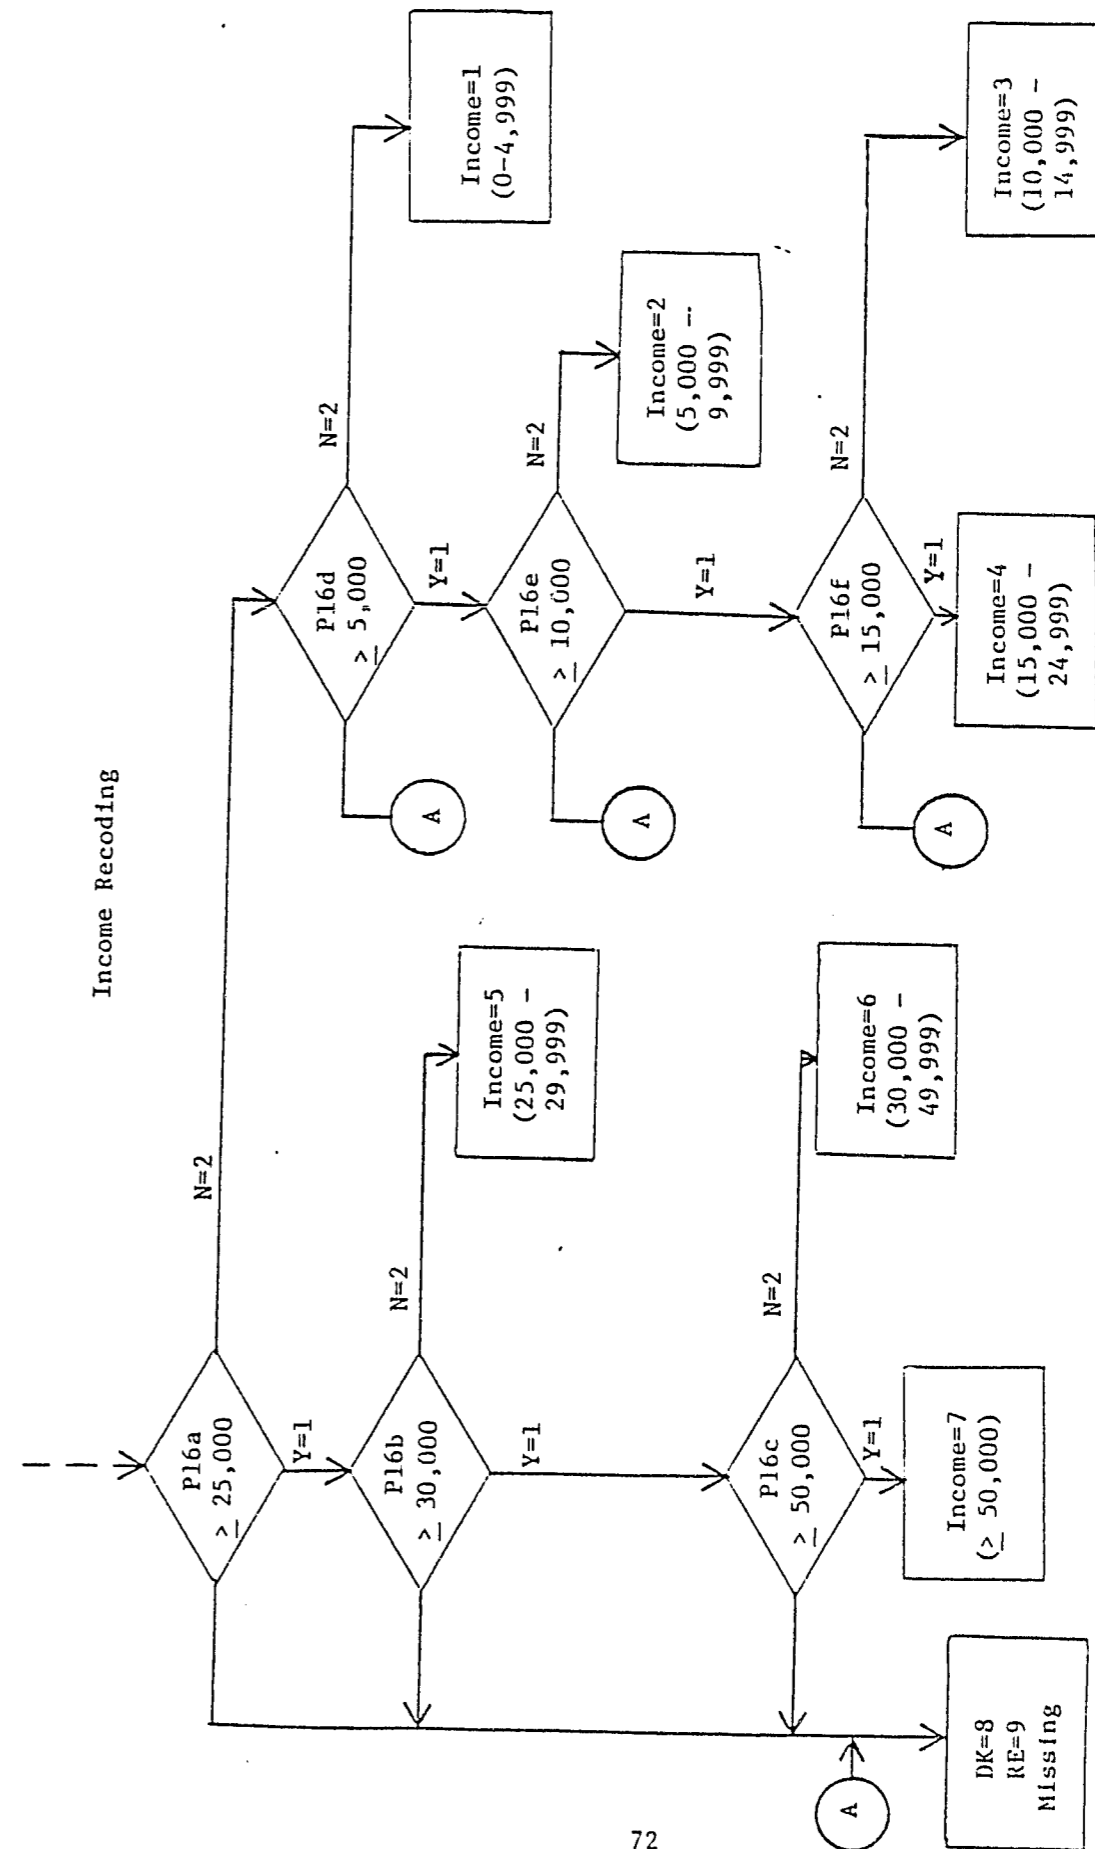 Income Recoding
P16a
≥ 25,000
N=2
Y=1
P16b
≥ 30,000
N=2
Income=5
(25,000 –
29,999)
Y=1
P16c
≥ 50,000
N=2
Income=6
(30,000 –
49,999)
Y=1
Income=7
(≥ 50,000)
A
DK=8
RE=9
Missing
P16d
≥ 5,000
N=2
Income=1
(0-4,999)
A
Y=1
P16e
≥ 10,000
N=2
Income=2
(5,000 –
9,999)
A
Y=1
P16f
≥ 15,000
N=2
Income=3
(10,000 –
14,999)
A
Y=1
Income=4
(15,000 –
24,999)
72